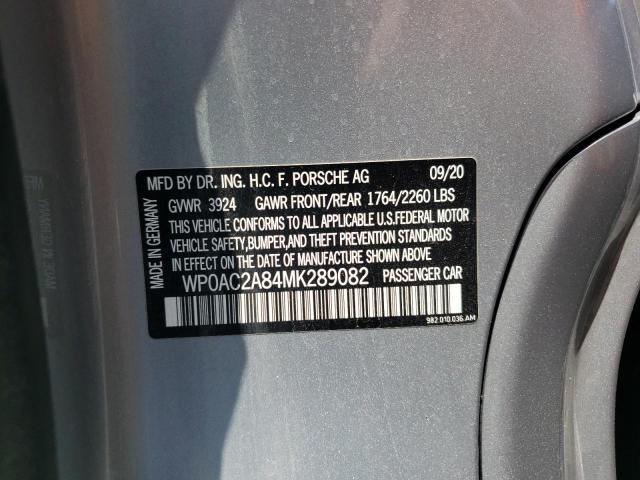 MFD BY DR. ING. H.C. F. PORSCHE AG 09/20
GVWR 3924 GAWR FRONT/REAR 1764/2260 LBS
THIS VEHICLE CONFORMS TO ALL APPLICABLE U.S.FEDERAL MOTOR
VEHICLE SAFETY,BUMPER,AND THEFT PREVENTION STANDARDS
IN EFFECT ON THE DATE OF MANUFACTURE SHOWN ABOVE
WP0AC2A84MK289082 PASSENGER CAR
982.010.036.AM
MADE IN GERMANY